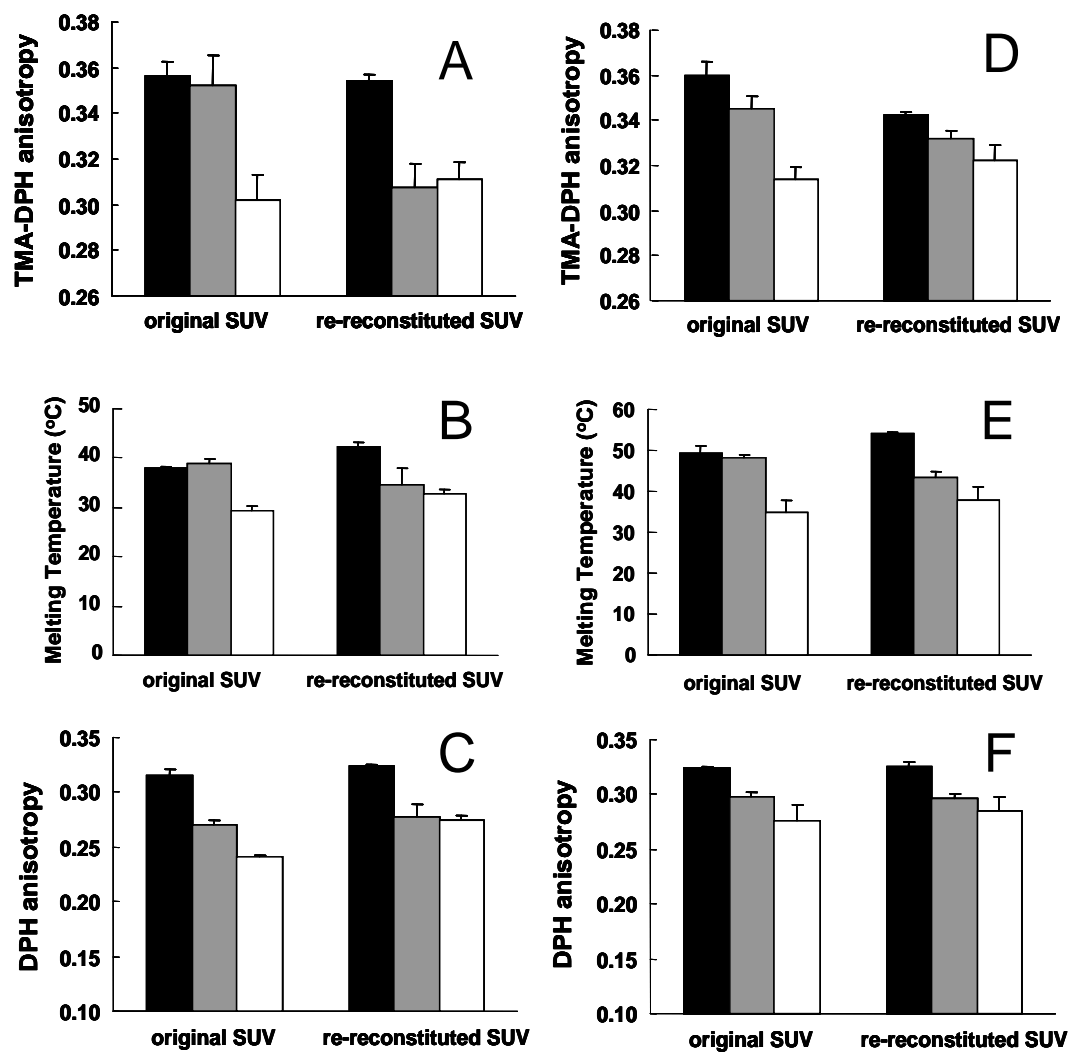 A
TMA-DPH anisotropy
0.38
0.36
0.34
0.32
0.30
0.28
0.26
original SUV re-reconstituted SUV
D
TMA-DPH anisotropy
0.38
0.36
0.34
0.32
0.30
0.28
0.26
original SUV re-reconstituted SUV
B
Melting Temperature (ºC)
50
40
30
20
10
0
original SUV re-reconstituted SUV
E
Melting Temperature (ºC)
60
50
40
30
20
10
0
original SUV re-reconstituted SUV
C
DPH anisotropy
0.35
0.30
0.25
0.20
0.15
0.10
original SUV re-reconstituted SUV
F
DPH anisotropy
0.35
0.30
0.25
0.20
0.15
0.10
original SUV re-reconstituted SUV